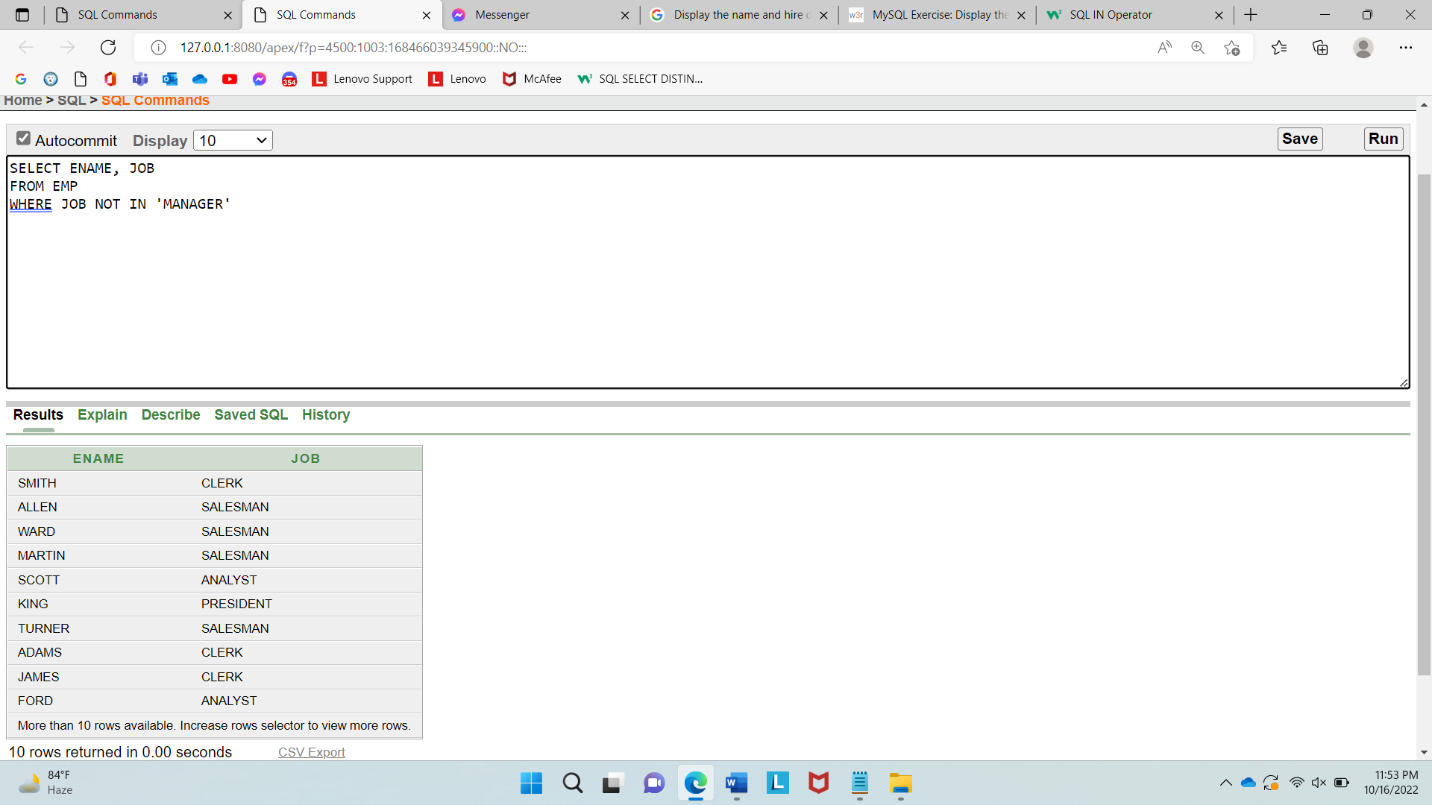 SQL Commands
SQL Commands
Messenger
Display the name and hire
MySQL Exercise: Display the
SQL IN Operator
127.0.0.1:8080/apex/f?p=4500:1003:168466039345900::NO:::
354
Lenovo Support
Lenovo
McAfee
SQL SELECT DISTIN...
Home > SQL > SQL Commands
Autocommit Display 10 Save Run
SELECT ENAME, JOB
FROM EMP
WHERE JOB NOT IN 'MANAGER'
Results Explain Describe Saved SQL History
ENAME JOB
SMITH CLERK
ALLEN SALESMAN
WARD SALESMAN
MARTIN SALESMAN
SCOTT ANALYST
KING PRESIDENT
TURNER SALESMAN
ADAMS CLERK
JAMES CLERK
FORD ANALYST
More than 10 rows available. Increase rows selector to view more rows.
10 rows returned in 0.00 seconds CSV Export
84°F
Haze
11:53 PM
10/16/2022